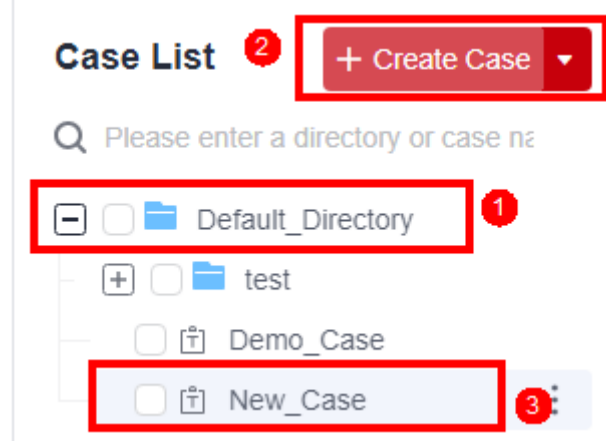 Case List 2 + Create Case
Please enter a directory or case na
Default_Directory 1
test
Demo_Case
New_Case 3